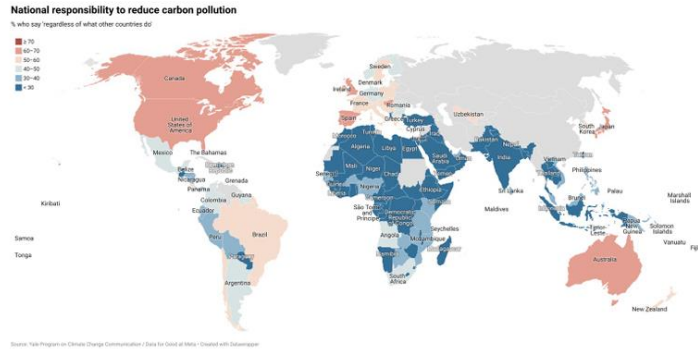 National responsibility to reduce carbon pollution
% who say 'regardless of what other countries do'
≥ 70
60–70
50–60
40–50
30–40
< 30
Sweden
Canada
Denmark
Ireland
Germany
France
Romania
Uzbekistan
Spain
Greece
Turkey
South
Korea
Japan
United
States of
America
Cyprus
Morocco
Algeria
Libya
Egypt
Pakistan
Nepal
Mexico
The Bahamas
Saudi
Arabia
India
Vietnam
Belize
Mali
Niger
Chad
Philippines
Nicaragua
Grenada
Nigeria
Ethiopia
Sri Lanka
Palau
Marshall
Islands
Panama
Guyana
Colombia
Brunei
Kiribati
Ecuador
São Tomé
and
Principe
Democratic
Republic
Seychelles
Maldives
Papua
New
Guinea
Solomon
Islands
Samoa
Peru
Brazil
Angola
Mozambique
Timor-
Leste
Vanuatu
Fiji
Tonga
Namibia
Australia
Argentina
South
Africa
New Zealand
Source: Yale Program on Climate Change Communication / Data for Good at Meta • Created with Datawrapper